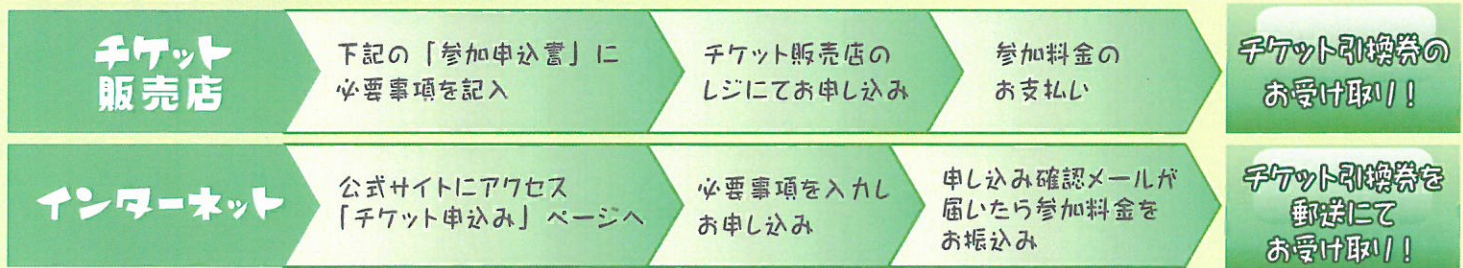 チケット
販売店
下記の「参加申込書」に
必要事項を記入
チケット販売店の
レジにてお申し込み
参加料金の
お支払い
チケット引換券の
お受け取り!
インターネット
公式サイトにアクセス
「チケット申込み」ページへ
必要事項を入力し
お申し込み
申し込み確認メールが
届いたら参加料金を
お振込み
チケット引換券を
郵送にて
お受け取り!